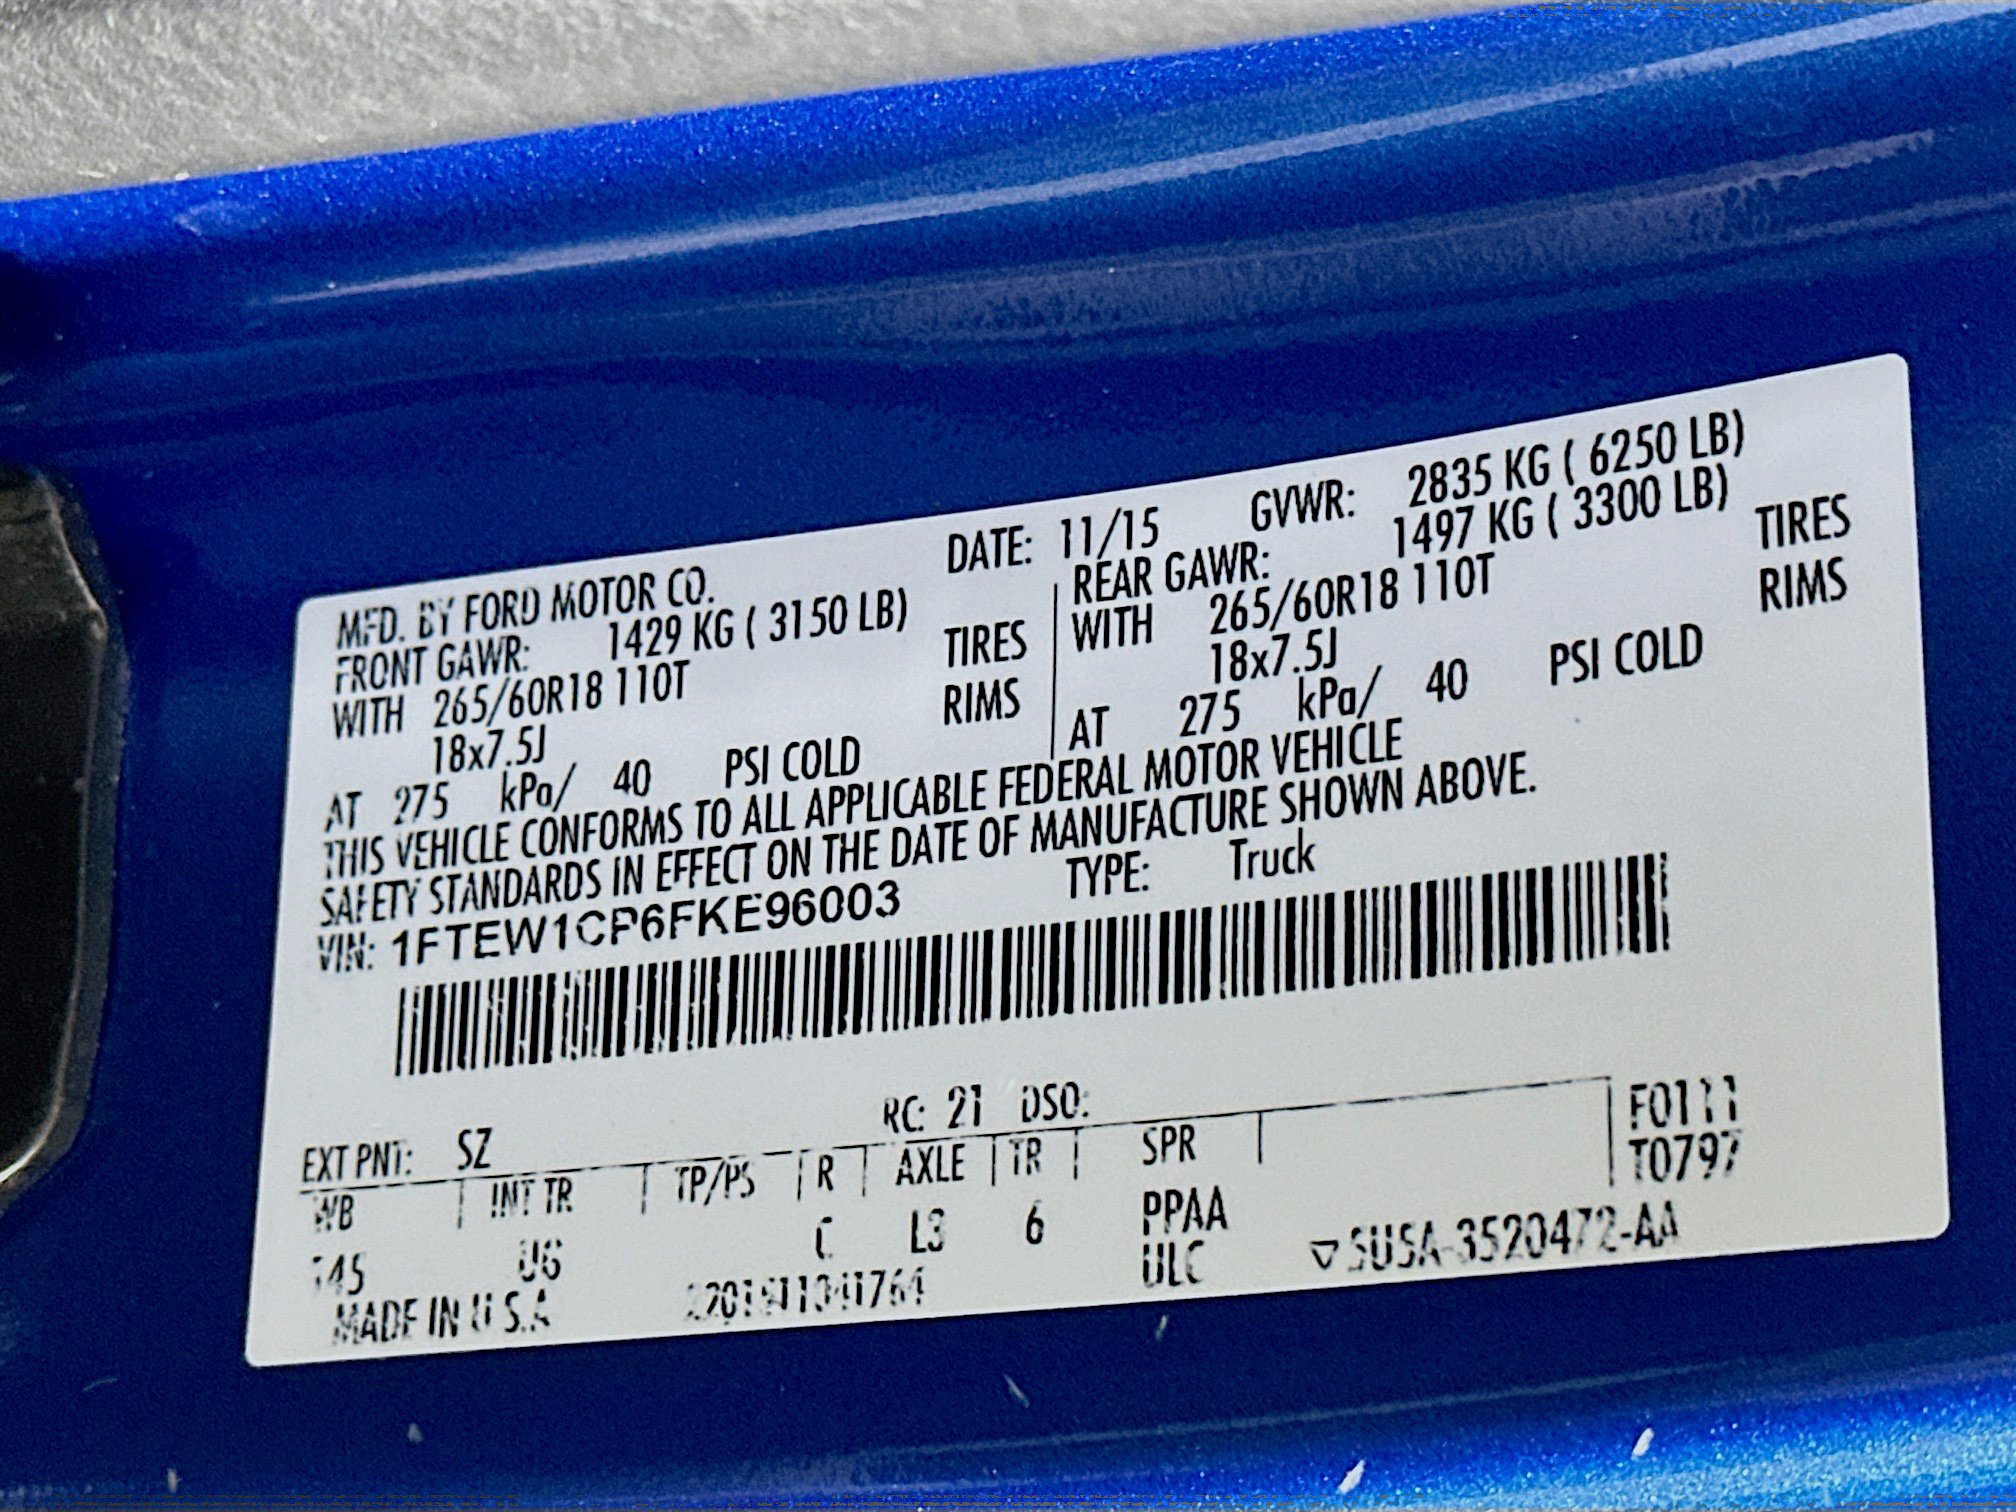 MFD. BY FORD MOTOR CO. DATE: 11/15 GVWR: 2835 KG ( 6250 LB)
FRONT GAWR: 1429 KG ( 3150 LB)
WITH 265/60R18 110T TIRES
18x7.5J RIMS
AT 275 kPa/ 40 PSI COLD
REAR GAWR: 1497 KG ( 3300 LB)
WITH 265/60R18 110T TIRES
18x7.5J RIMS
AT 275 kPa/ 40 PSI COLD
THIS VEHICLE CONFORMS TO ALL APPLICABLE FEDERAL MOTOR VEHICLE
SAFETY STANDARDS IN EFFECT ON THE DATE OF MANUFACTURE SHOWN ABOVE.
VIN: 1FTEW1CP6FKE96003 TYPE: Truck
EXT PNT: SZ RC: 21 DSO:
WB INT TR TP/PS R AXLE TR SPR
145 UG C L3 6 PPAA
ULC
F0111
T0797
MADE IN U.S.A ▽SU5A-3520472-AA